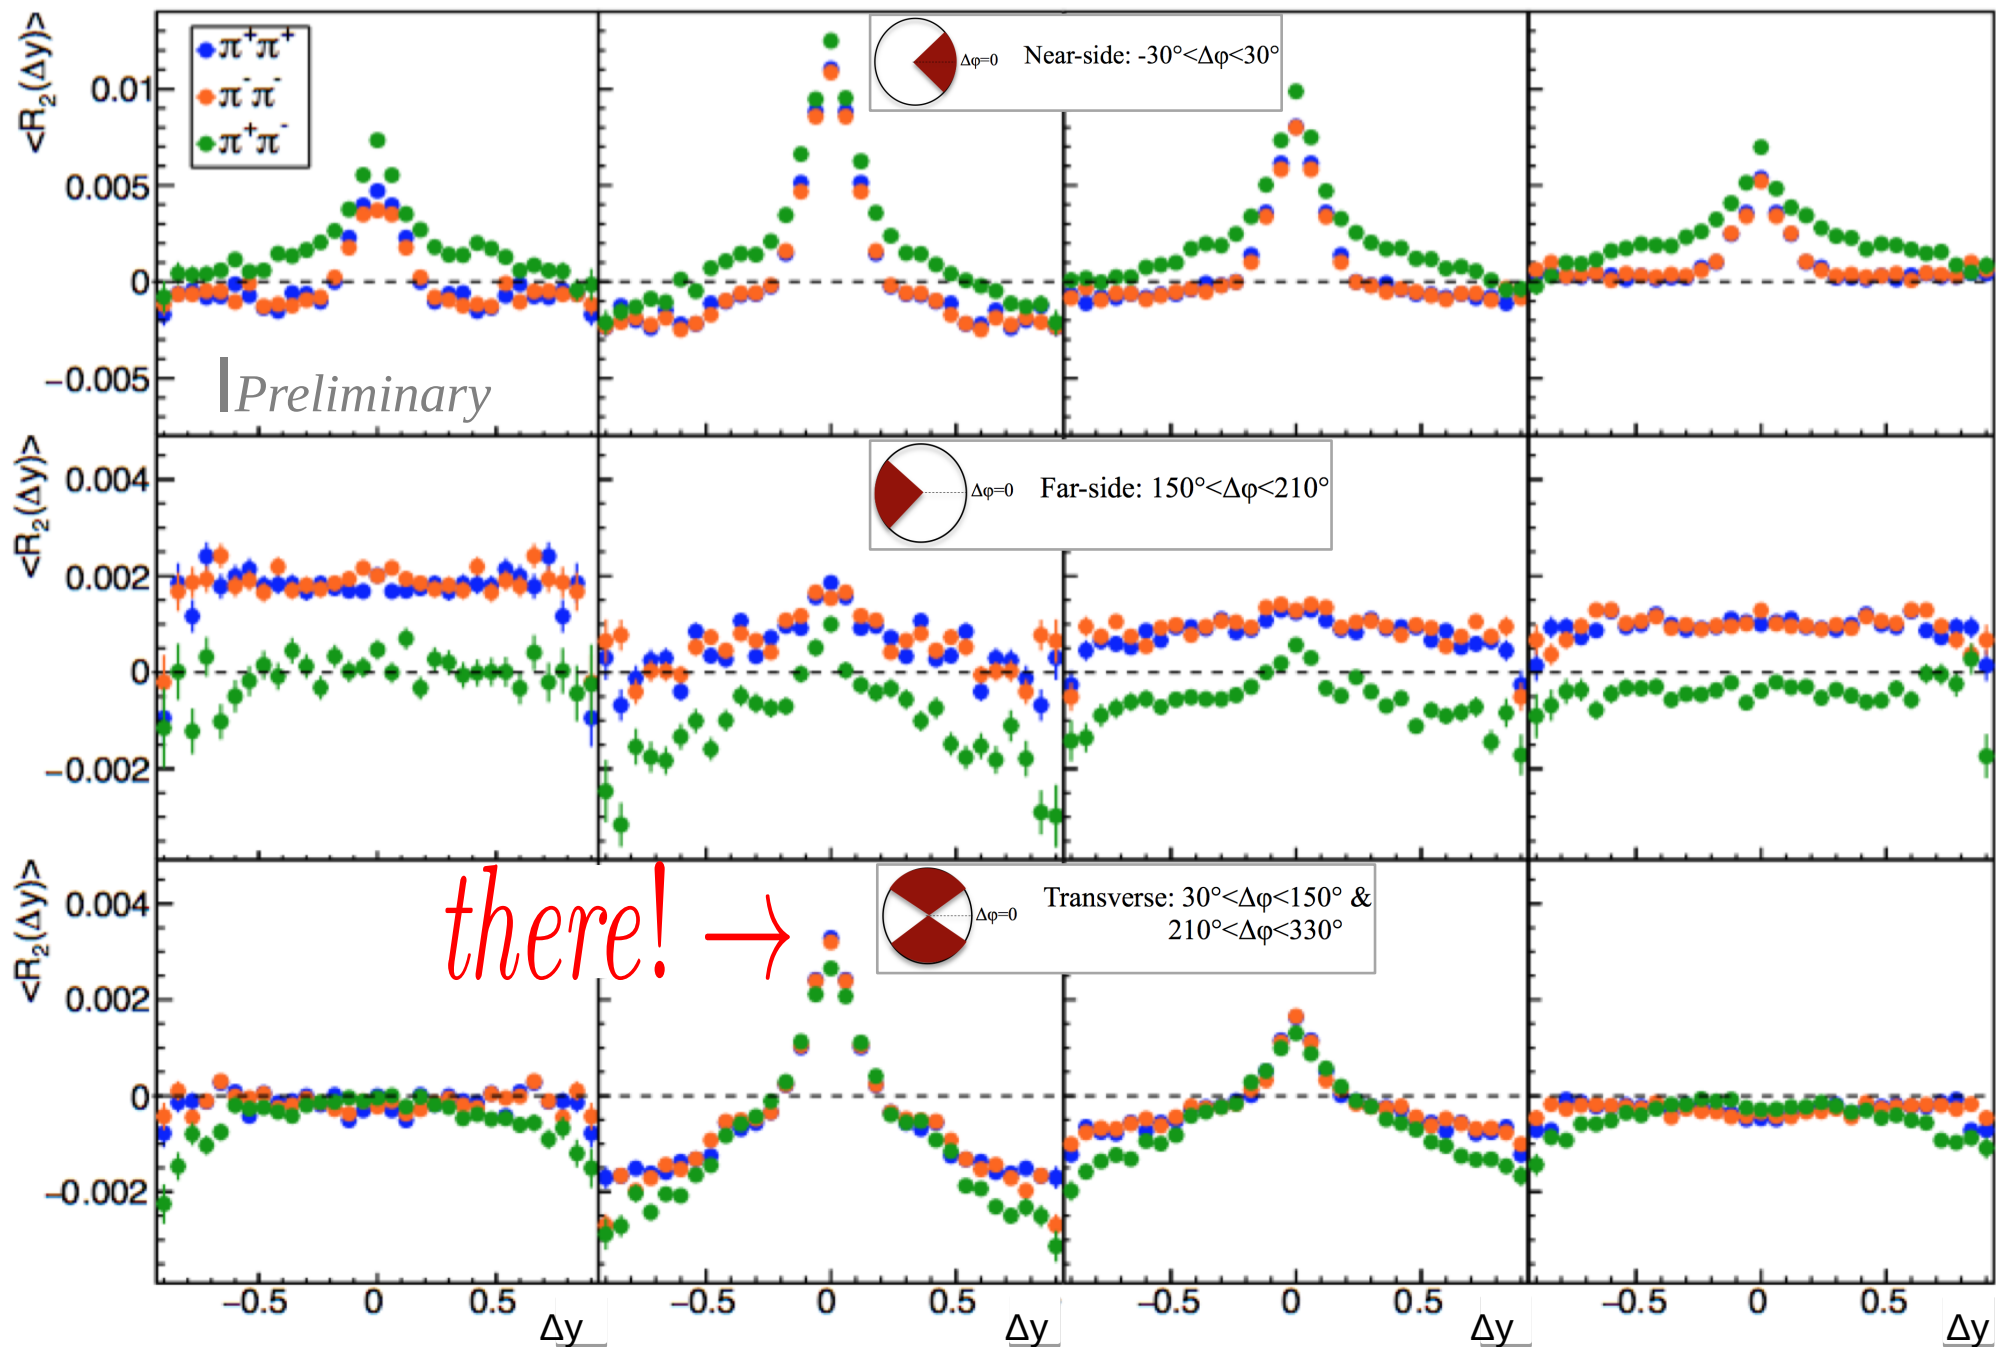 <R₂(Δy)>
π⁺π⁺
π⁻π⁻
π⁺π⁻
0.01
0.005
0
−0.005
Preliminary
Δφ=0
Near-side: -30°<Δφ<30°
<R₂(Δy)>
0.004
0.002
0
−0.002
Δφ=0
Far-side: 150°<Δφ<210°
<R₂(Δy)>
0.004
0.002
0
−0.002
there! →
Δφ=0
Transverse: 30°<Δφ<150° &
210°<Δφ<330°
−0.5 0 0.5 −0.5 0 0.5 −0.5 0 0.5 −0.5 0 0.5
Δy Δy Δy Δy